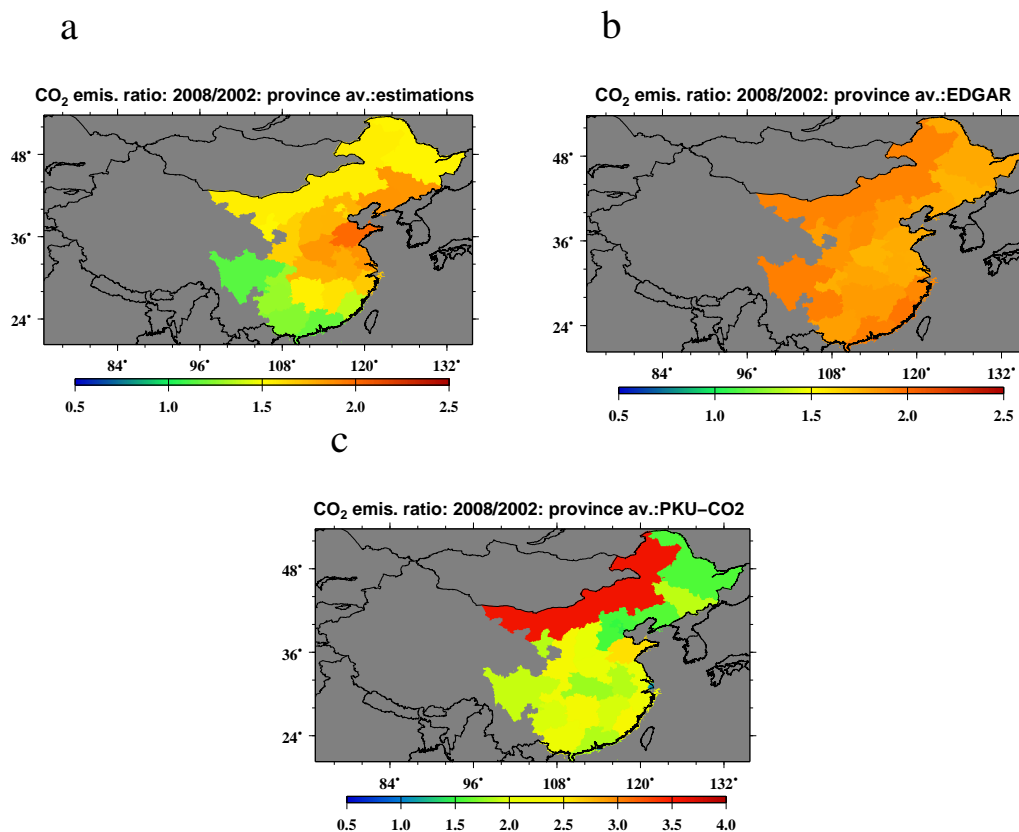 a
b
CO₂ emis. ratio: 2008/2002: province av.:estimations
48°
36°
24°
84° 96° 108° 120° 132°
0.5 1.0 1.5 2.0 2.5
CO₂ emis. ratio: 2008/2002: province av.:EDGAR
48°
36°
24°
84° 96° 108° 120° 132°
0.5 1.0 1.5 2.0 2.5
c
CO₂ emis. ratio: 2008/2002: province av.:PKU−CO2
48°
36°
24°
84° 96° 108° 120° 132°
0.5 1.0 1.5 2.0 2.5 3.0 3.5 4.0